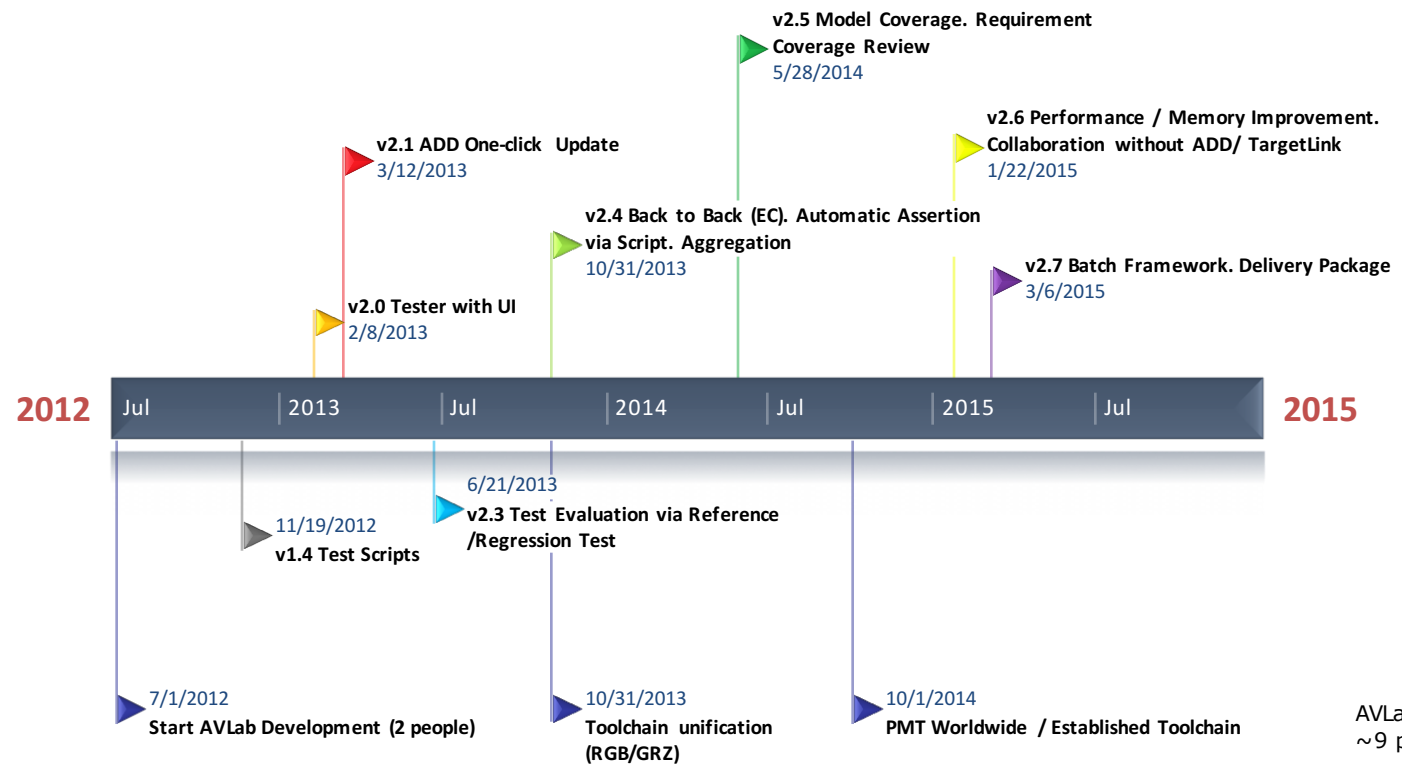 v2.5 Model Coverage. Requirement
Coverage Review
5/28/2014
v2.6 Performance / Memory Improvement.
Collaboration without ADD/ TargetLink
1/22/2015
v2.1 ADD One-click Update
3/12/2013
v2.4 Back to Back (EC). Automatic Assertion
via Script. Aggregation
10/31/2013
v2.7 Batch Framework. Delivery Package
3/6/2015
v2.0 Tester with UI
2/8/2013
2012
Jul
2013
Jul
2014
Jul
2015
Jul
2015
6/21/2013
v2.3 Test Evaluation via Reference
/Regression Test
11/19/2012
v1.4 Test Scripts
7/1/2012
Start AVLab Development (2 people)
10/31/2013
Toolchain unification
(RGB/GRZ)
10/1/2014
PMT Worldwide / Established Toolchain
~9